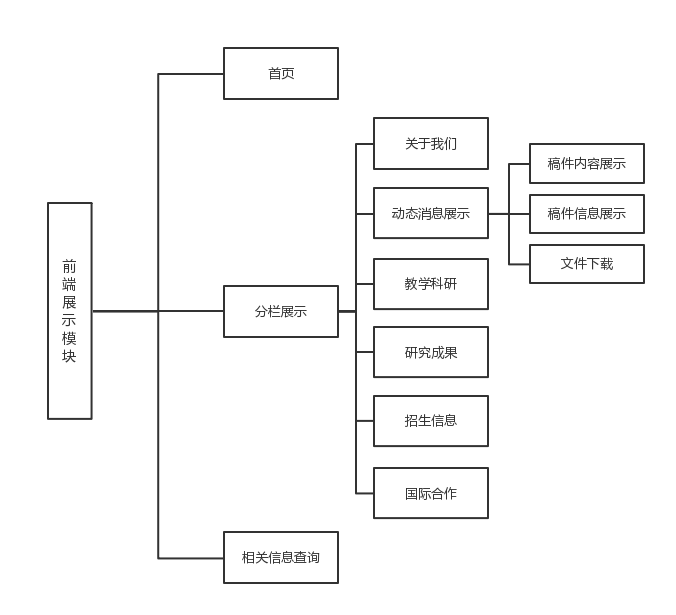 前端展示模块
首页
分栏展示
相关信息查询
关于我们
动态消息展示
教学科研
研究成果
招生信息
国际合作
稿件内容展示
稿件信息展示
文件下载